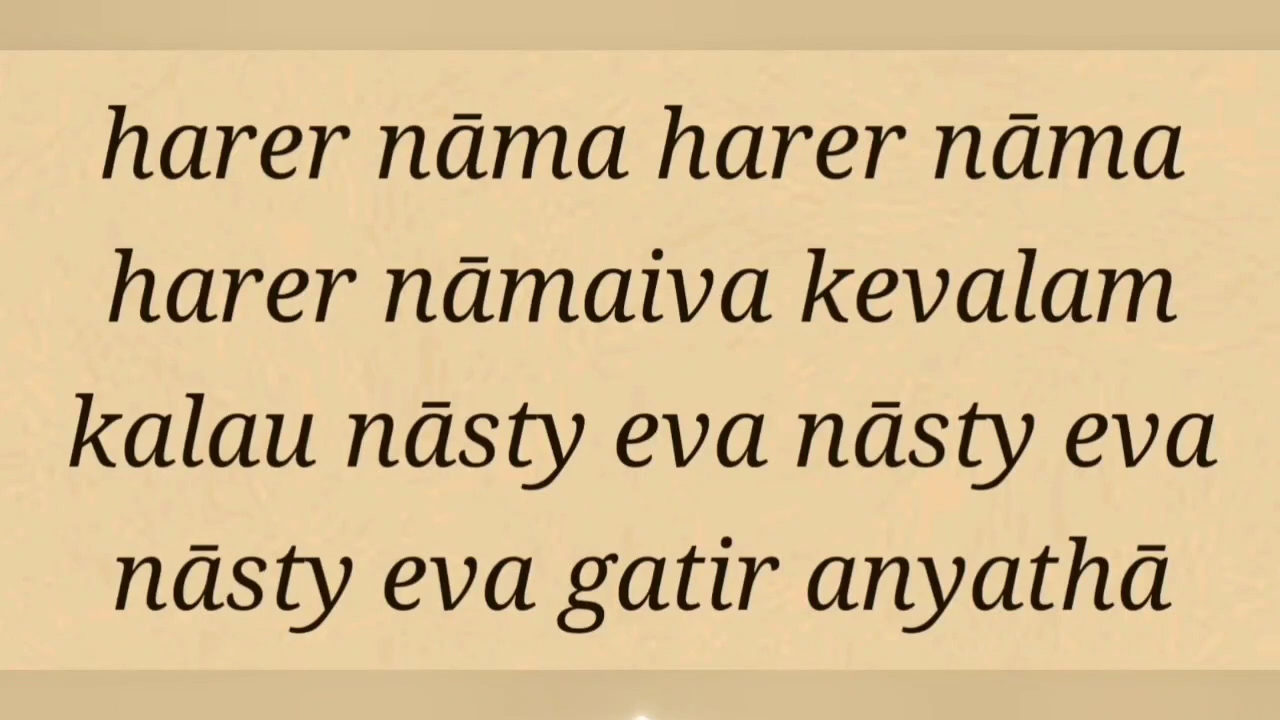 harer nāma harer nāma
harer nāmaiva kevalam
kalau nāsty eva nāsty eva
nāsty eva gatir anyathā